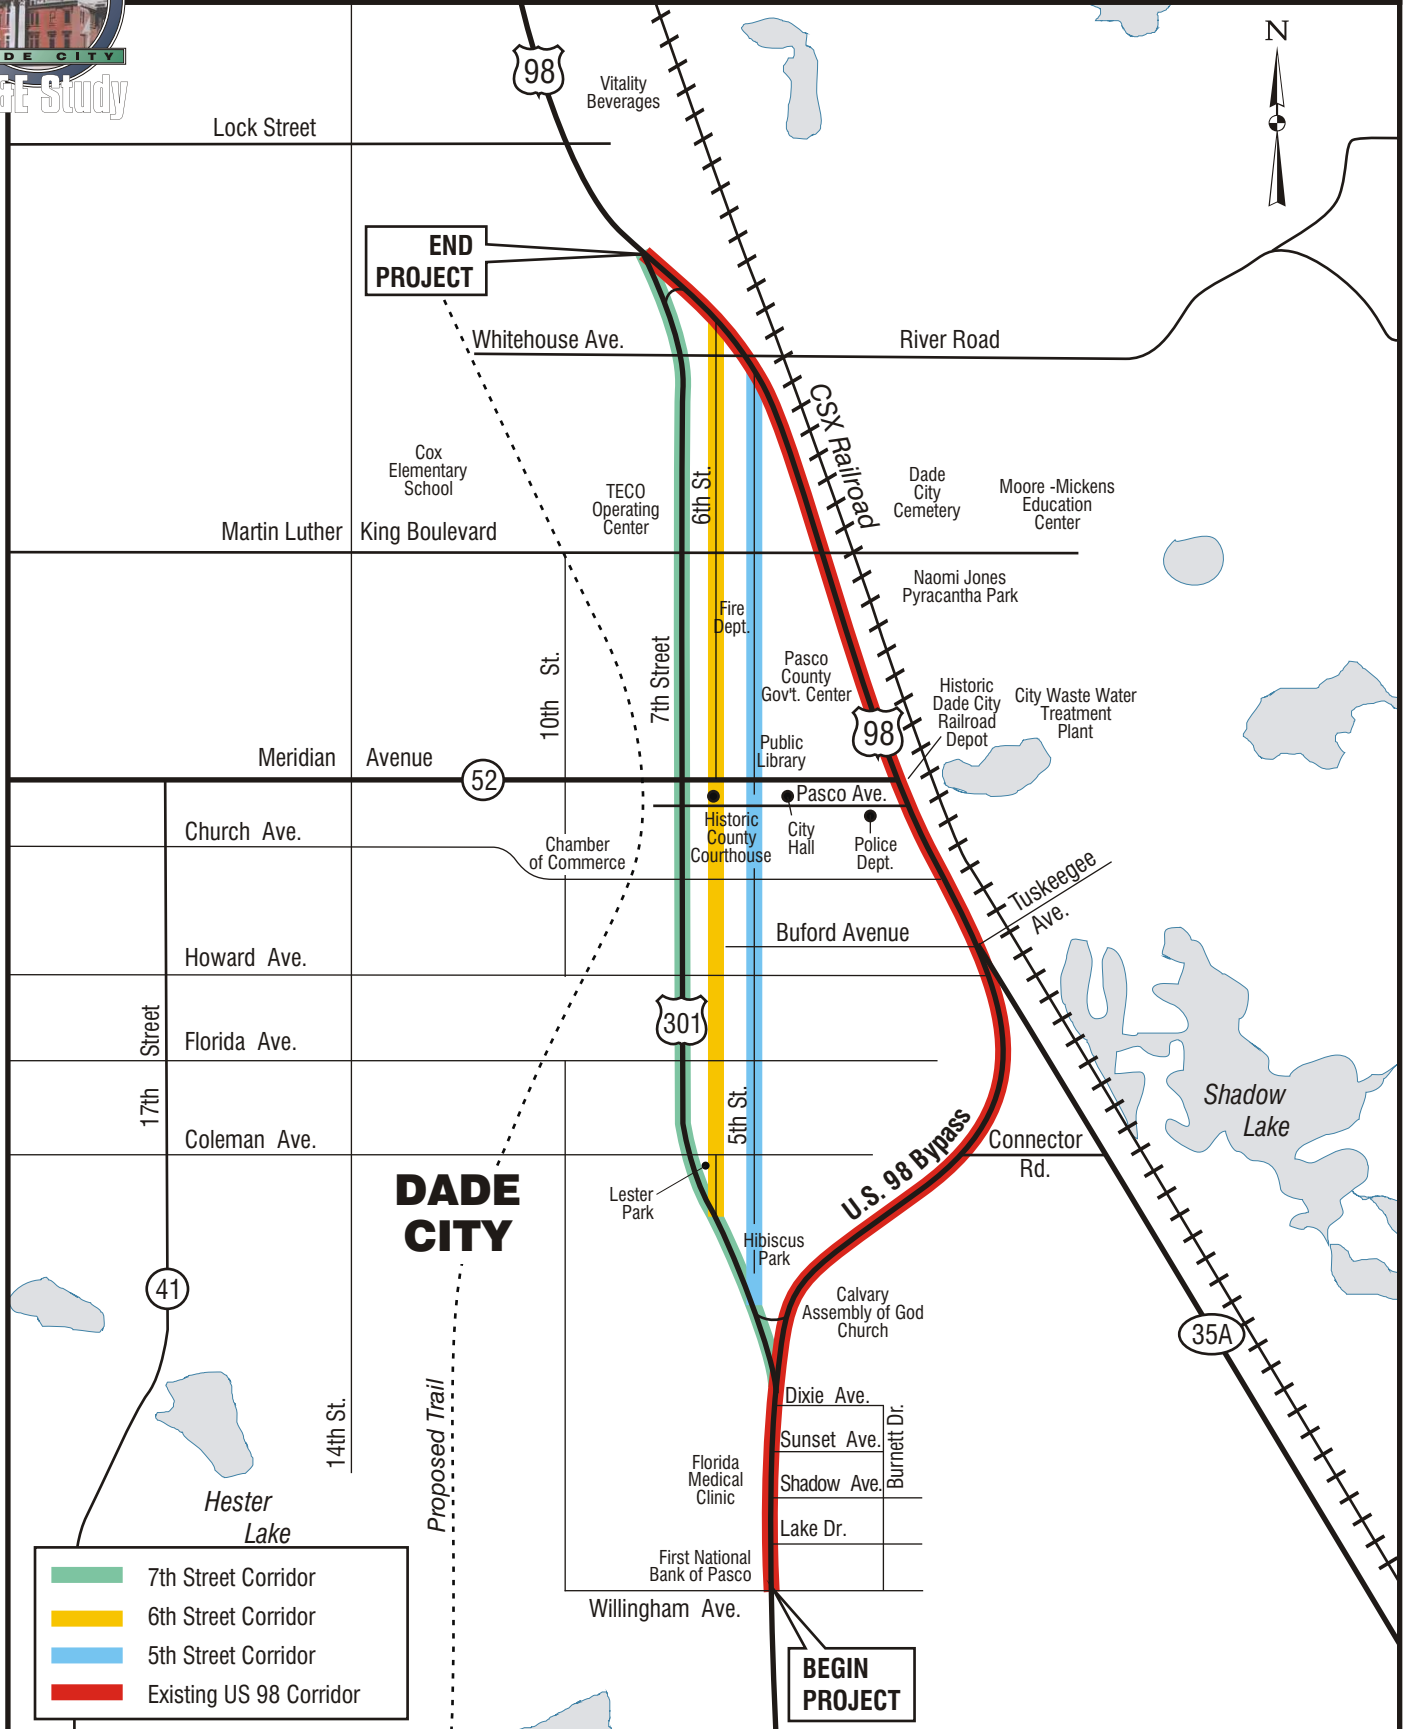 DE CITY
&E Study
N
98
Vitality
Beverages
Lock Street
END
PROJECT
Whitehouse Ave.
River Road
CSX Railroad
Cox
Elementary
School
TECO
Operating
Center
6th St.
Dade
City
Cemetery
Moore -Mickens
Education
Center
Martin Luther King Boulevard
Naomi Jones
Pyracantha Park
Fire
Dept.
10th St.
7th Street
Pasco
County
Gov't. Center
Historic
Dade City
Railroad
Depot
City Waste Water
Treatment
Plant
98
Public
Library
Meridian Avenue
52
Pasco Ave.
Church Ave.
Chamber
of Commerce
Historic
County
Courthouse
City
Hall
Police
Dept.
Tuskeegee
Ave.
Buford Avenue
Howard Ave.
17th Street
301
Florida Ave.
5th St.
Shadow
Lake
Coleman Ave.
U.S. 98 Bypass
Connector
Rd.
DADE
CITY
Lester
Park
Hibiscus
Park
41
Calvary
Assembly of God
Church
35A
14th St.
Proposed Trail
Dixie Ave.
Sunset Ave.
Burnett Dr.
Florida
Medical
Clinic
Shadow Ave.
Hester
Lake
Lake Dr.
First National
Bank of Pasco
Willingham Ave.
BEGIN
PROJECT
7th Street Corridor
6th Street Corridor
5th Street Corridor
Existing US 98 Corridor